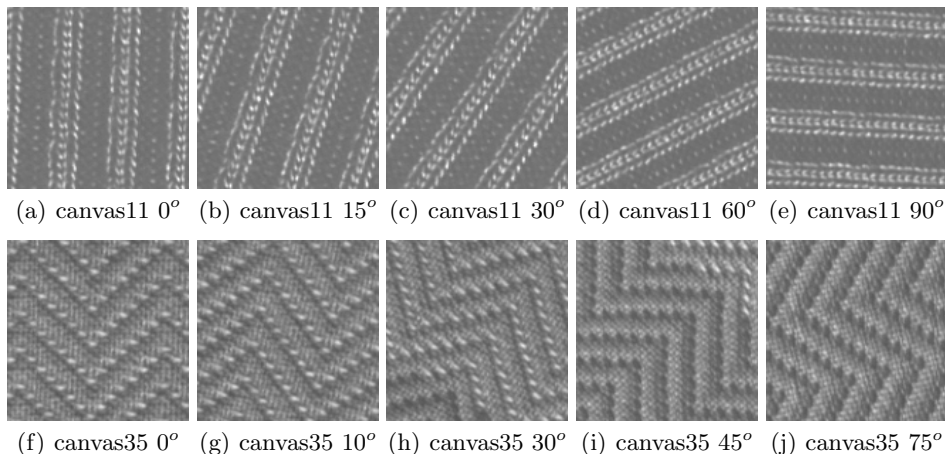 (a) canvas11 0° (b) canvas11 15° (c) canvas11 30° (d) canvas11 60° (e) canvas11 90°
(f) canvas35 0° (g) canvas35 10° (h) canvas35 30° (i) canvas35 45° (j) canvas35 75°